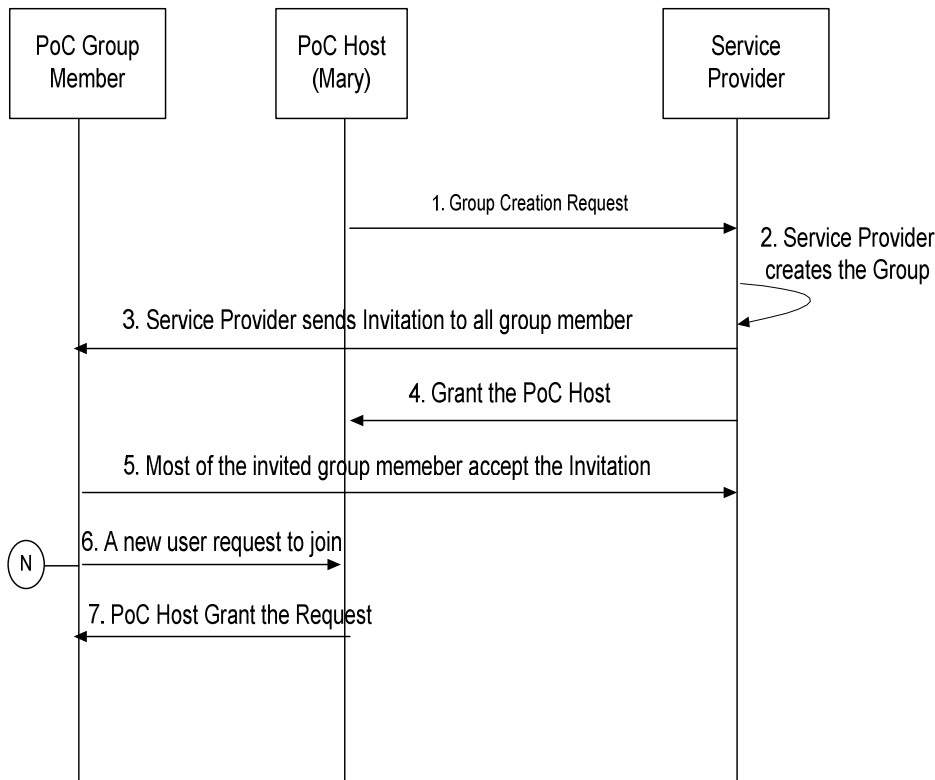 PoC Group
Member
PoC Host
(Mary)
Service
Provider
1. Group Creation Request
2. Service Provider
creates the Group
3. Service Provider sends Invitation to all group member
4. Grant the PoC Host
5. Most of the invited group memeber accept the Invitation
6. A new user request to join
N
7. PoC Host Grant the Request